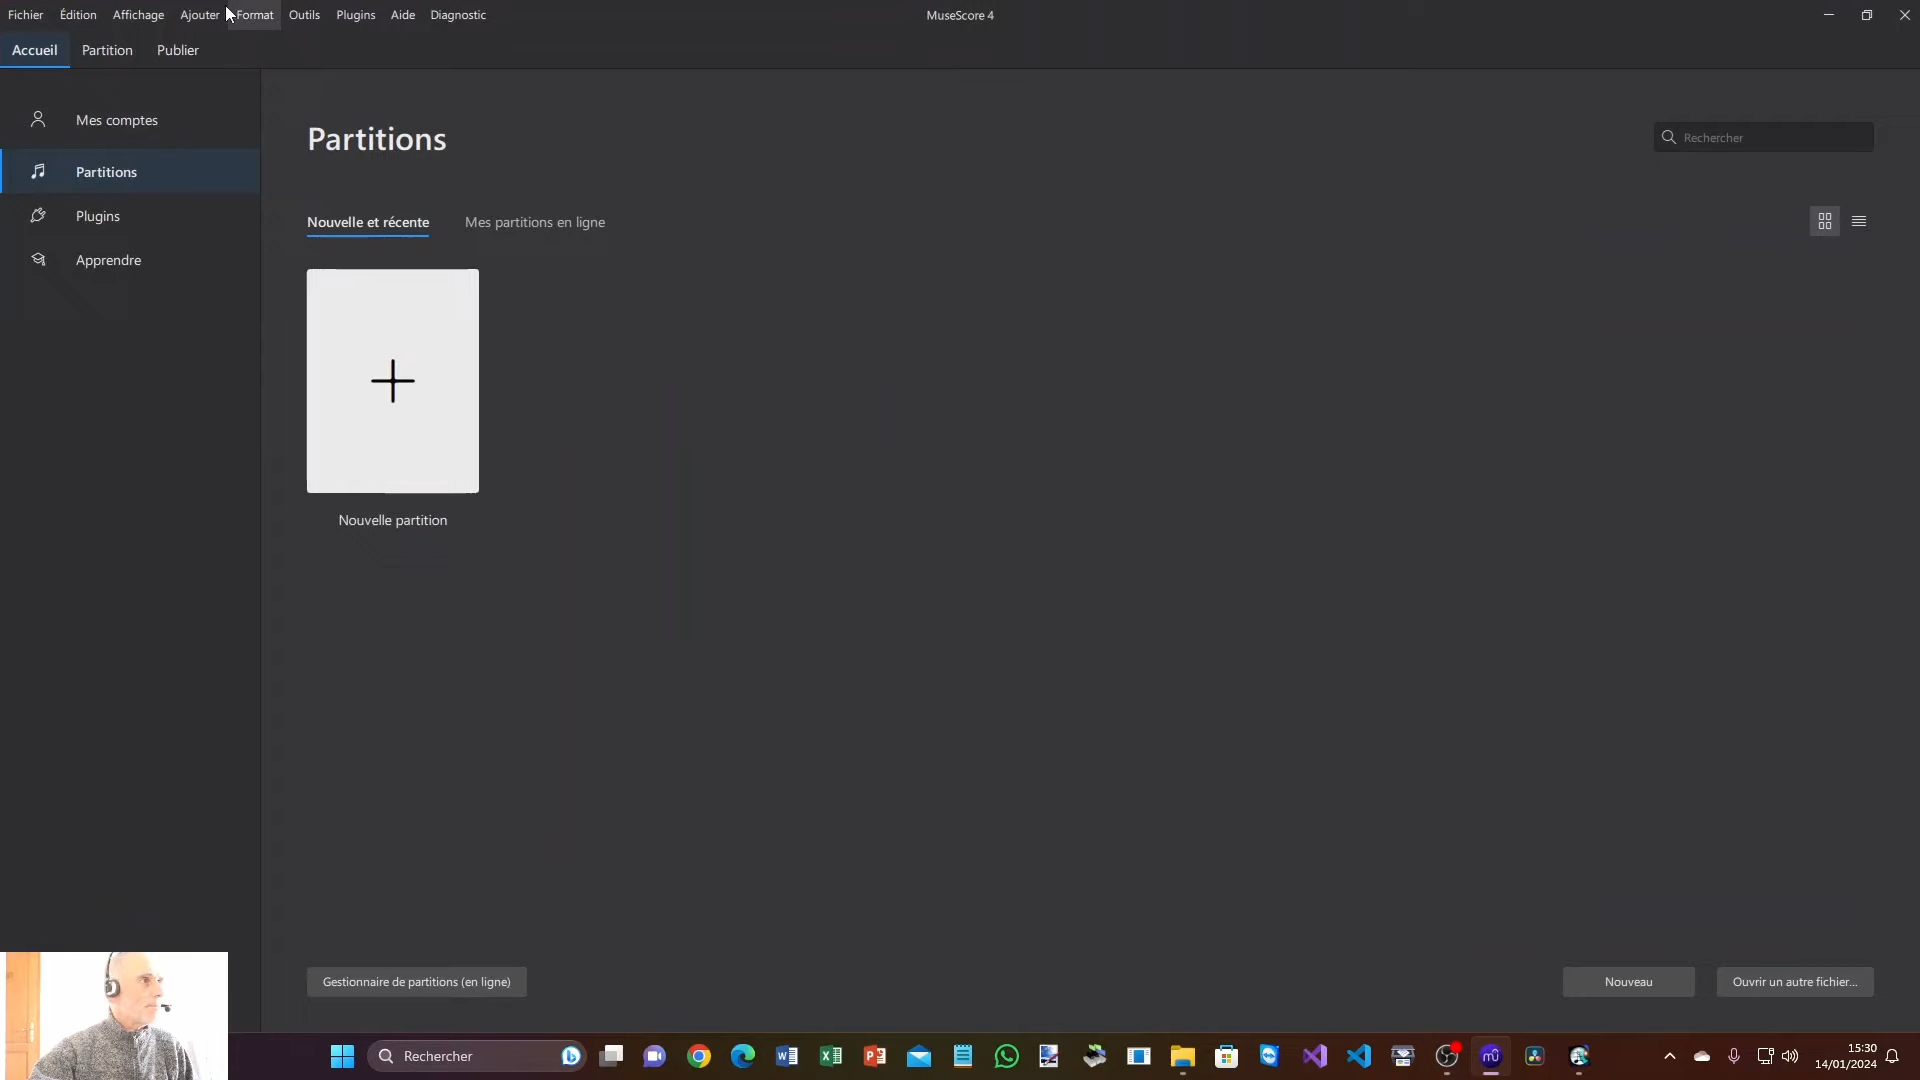 Fichier Édition Affichage Ajouter Format Outils Plugins Aide Diagnostic MuseScore 4
Accueil Partition Publier
Mes comptes
Partitions
Plugins
Apprendre
Partitions
Rechercher
Nouvelle et récente Mes partitions en ligne
Nouvelle partition
Gestionnaire de partitions (en ligne) Nouveau Ouvrir un autre fichier...
Rechercher
15:30
14/01/2024